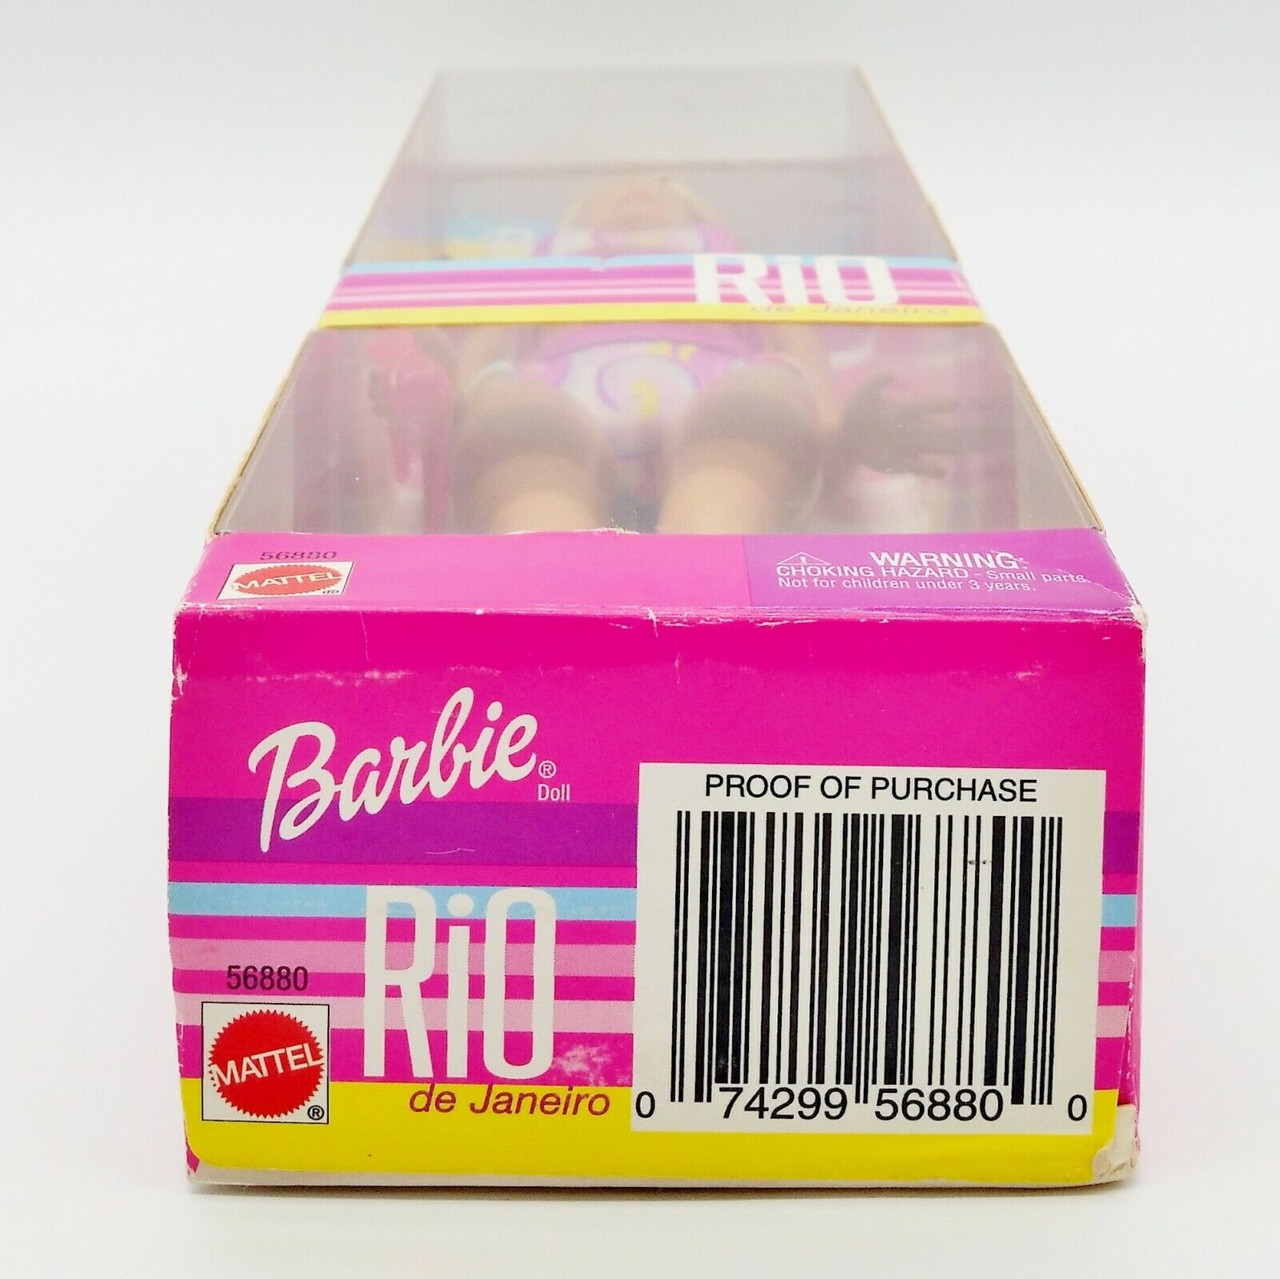 RiO
de Janeiro
56880
MATTEL
WARNING:
CHOKING HAZARD - Small parts.
Not for children under 3 years.
Barbie®
Doll
PROOF OF PURCHASE
RiO
56880
MATTEL
®
de Janeiro
0 74299 56880 0